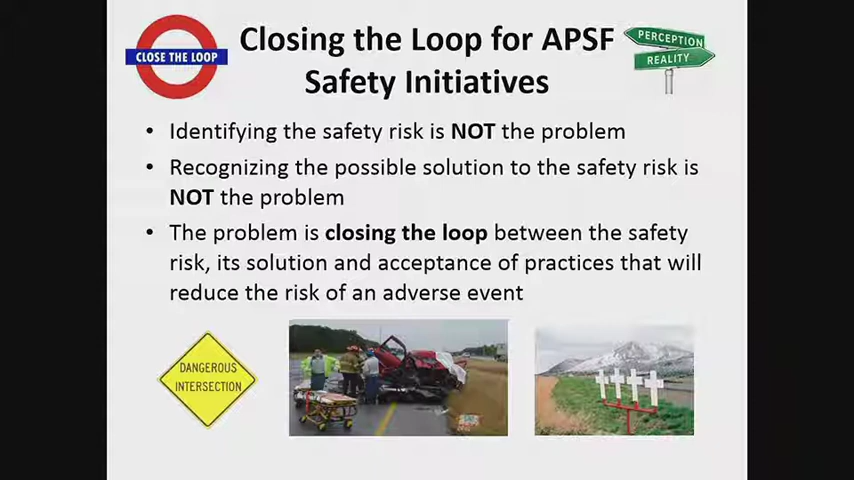 CLOSE THE LOOP
Closing the Loop for APSF
Safety Initiatives
PERCEPTION
REALITY
• Identifying the safety risk is NOT the problem
• Recognizing the possible solution to the safety risk is
NOT the problem
• The problem is closing the loop between the safety
risk, its solution and acceptance of practices that will
reduce the risk of an adverse event
DANGEROUS
INTERSECTION